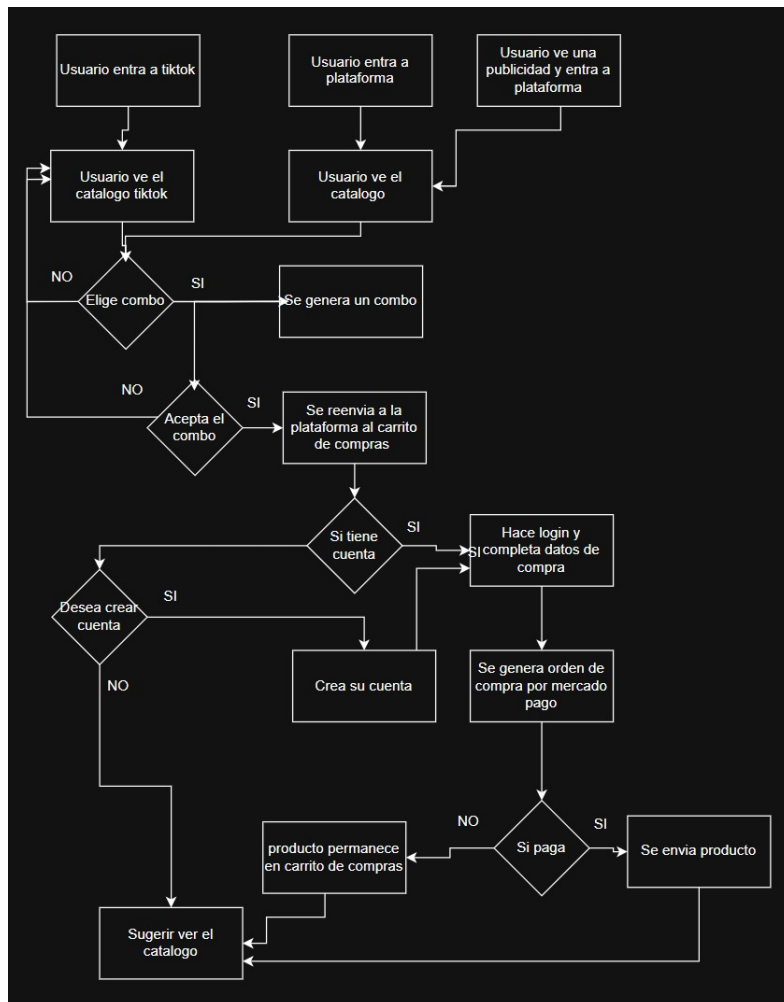 Usuario entra a tiktok
Usuario entra a
plataforma
Usuario ve una
publicidad y entra a
plataforma
Usuario ve el
catalogo tiktok
Usuario ve el
catalogo
NO
SI
Elige combo
Se genera un combo
NO
SI
Acepta el
combo
Se reenvia a la
plataforma al carrito
de compras
Si tiene
cuenta
SI
SI
Hace login y
completa datos de
compra
Desea crear
cuenta
SI
NO
Crea su cuenta
Se genera orden de
compra por mercado
pago
NO
SI
Si paga
producto permanece
en carrito de compras
Se envia producto
Sugerir ver el
catalogo